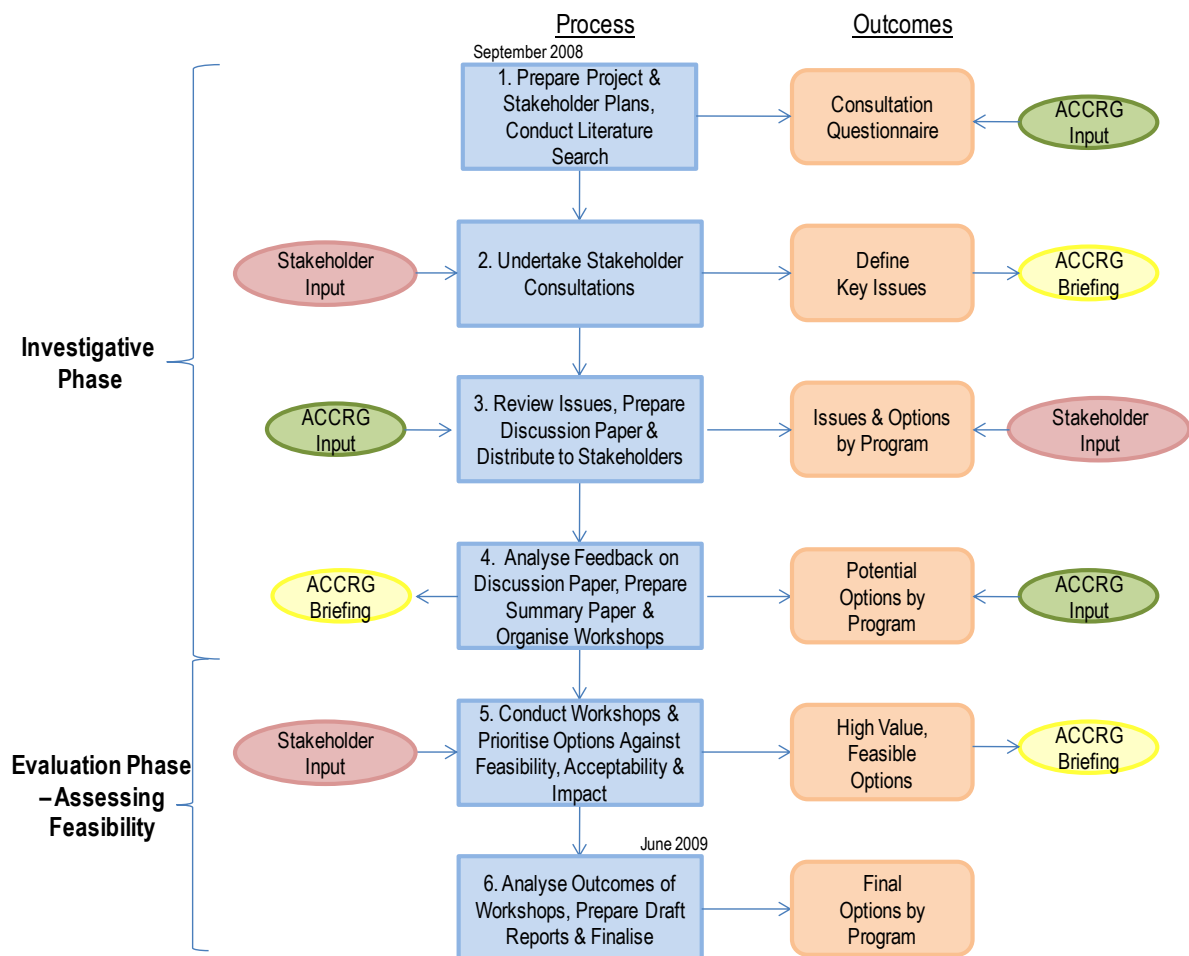 Process
Outcomes
September 2008
1. Prepare Project &
Stakeholder Plans,
Conduct Literature
Search
Consultation
Questionnaire
ACCRG
Input
Stakeholder
Input
2. Undertake Stakeholder
Consultations
Define
Key Issues
ACCRG
Briefing
Investigative
Phase
ACCRG
Input
3. Review Issues, Prepare
Discussion Paper &
Distribute to Stakeholders
Issues & Options
by Program
Stakeholder
Input
ACCRG
Briefing
4. Analyse Feedback on
Discussion Paper, Prepare
Summary Paper &
Organise Workshops
Potential
Options by
Program
ACCRG
Input
Evaluation Phase
– Assessing
Feasibility
Stakeholder
Input
5. Conduct Workshops &
Prioritise Options Against
Feasibility, Acceptability &
Impact
High Value,
Feasible
Options
ACCRG
Briefing
June 2009
6. Analyse Outcomes of
Workshops, Prepare Draft
Reports & Finalise
Final
Options by
Program